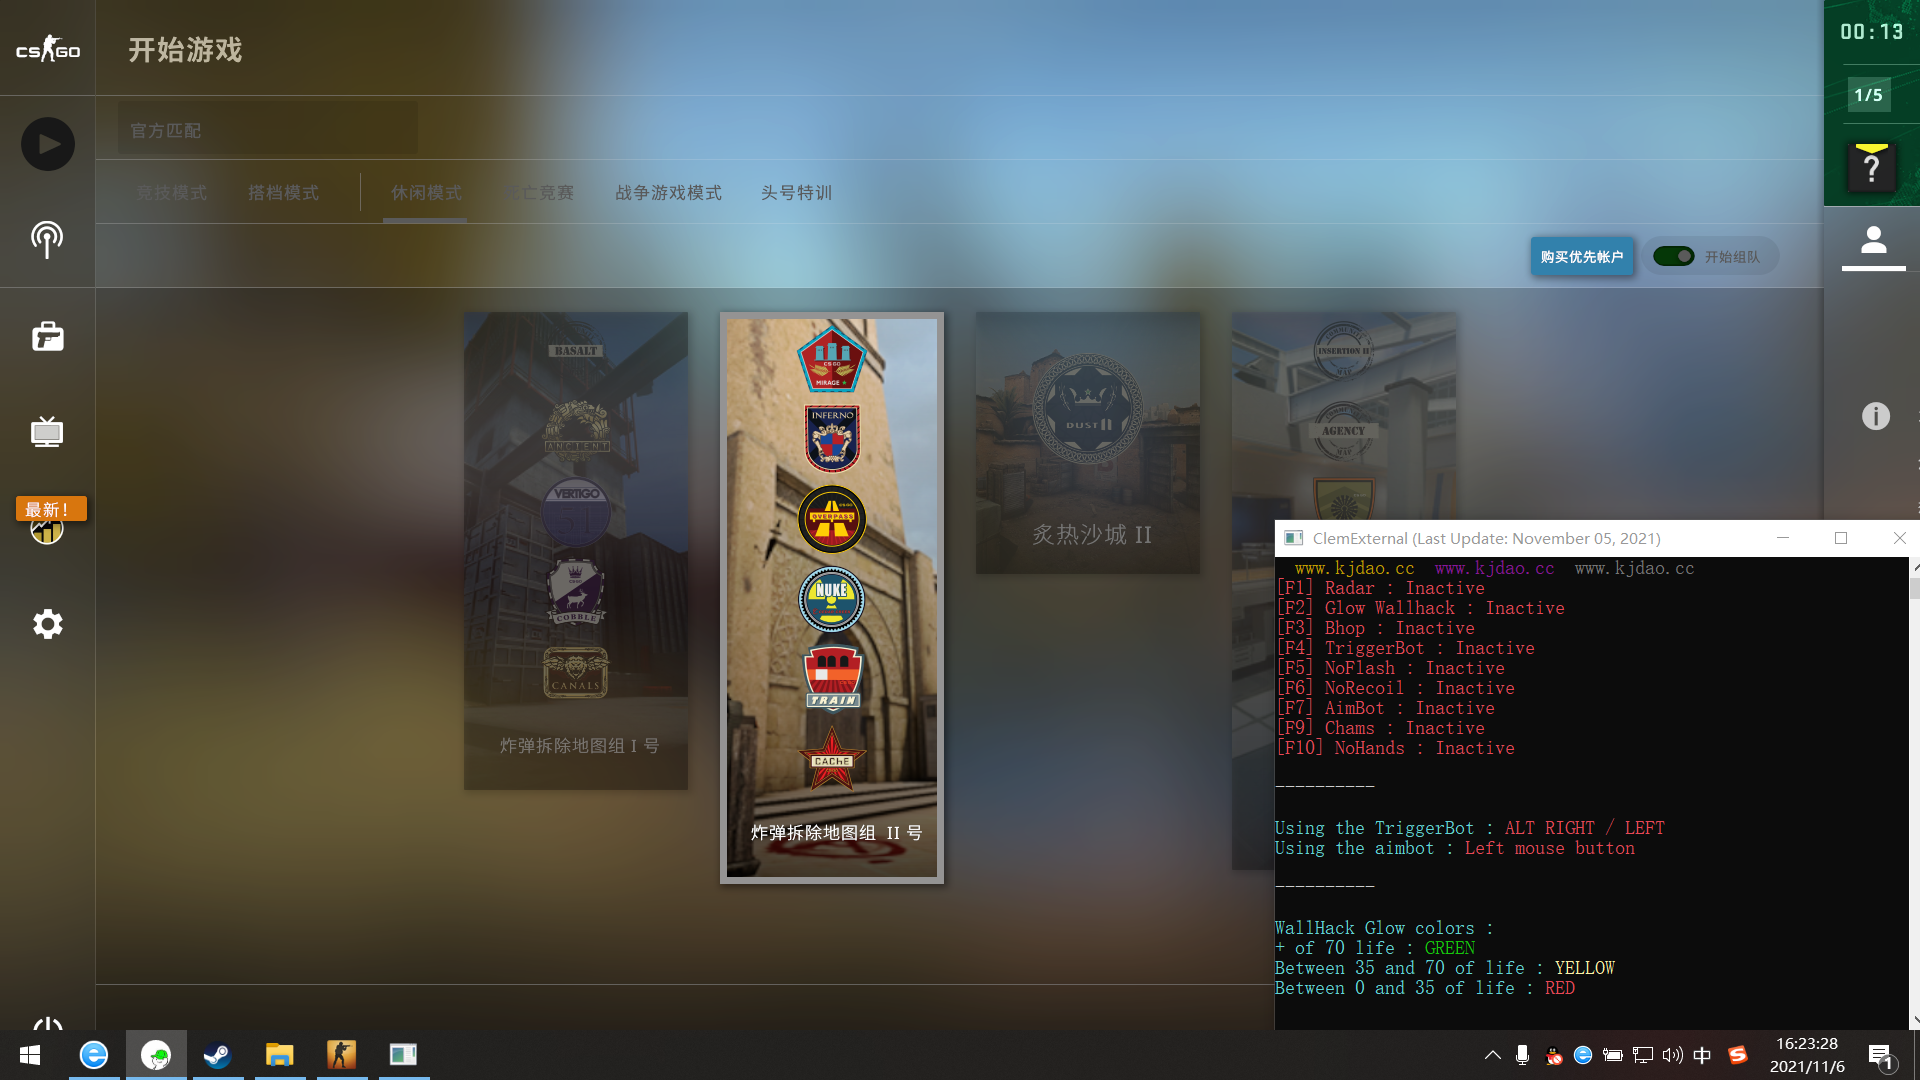 CS GO
开始游戏
官方匹配
竞技模式
搭档模式
休闲模式
死亡竞赛
战争游戏模式
头号特训
购买优先帐户
开始组队
00:13
1/5
?
最新！
BASALT
ANCIENT
VERTIGO
COBBLE
CANALS
炸弹拆除地图组 I 号
CS GO
MIRAGE
INFERNO
OVERPASS
NUKE
TRAIN
CACHE
炸弹拆除地图组 II 号
DUST II
炙热沙城 II
INSERTION II
AGENCY
ClemExternal (Last Update: November 05, 2021)
www.kjdao.cc www.kjdao.cc www.kjdao.cc
[F1] Radar : Inactive
[F2] Glow Wallhack : Inactive
[F3] Bhop : Inactive
[F4] TriggerBot : Inactive
[F5] NoFlash : Inactive
[F6] NoRecoil : Inactive
[F7] AimBot : Inactive
[F9] Chams : Inactive
[F10] NoHands : Inactive
----------
Using the TriggerBot : ALT RIGHT / LEFT
Using the aimbot : Left mouse button
----------
WallHack Glow colors :
+ of 70 life : GREEN
Between 35 and 70 of life : YELLOW
Between 0 and 35 of life : RED
中
16:23:28
2021/11/6
1